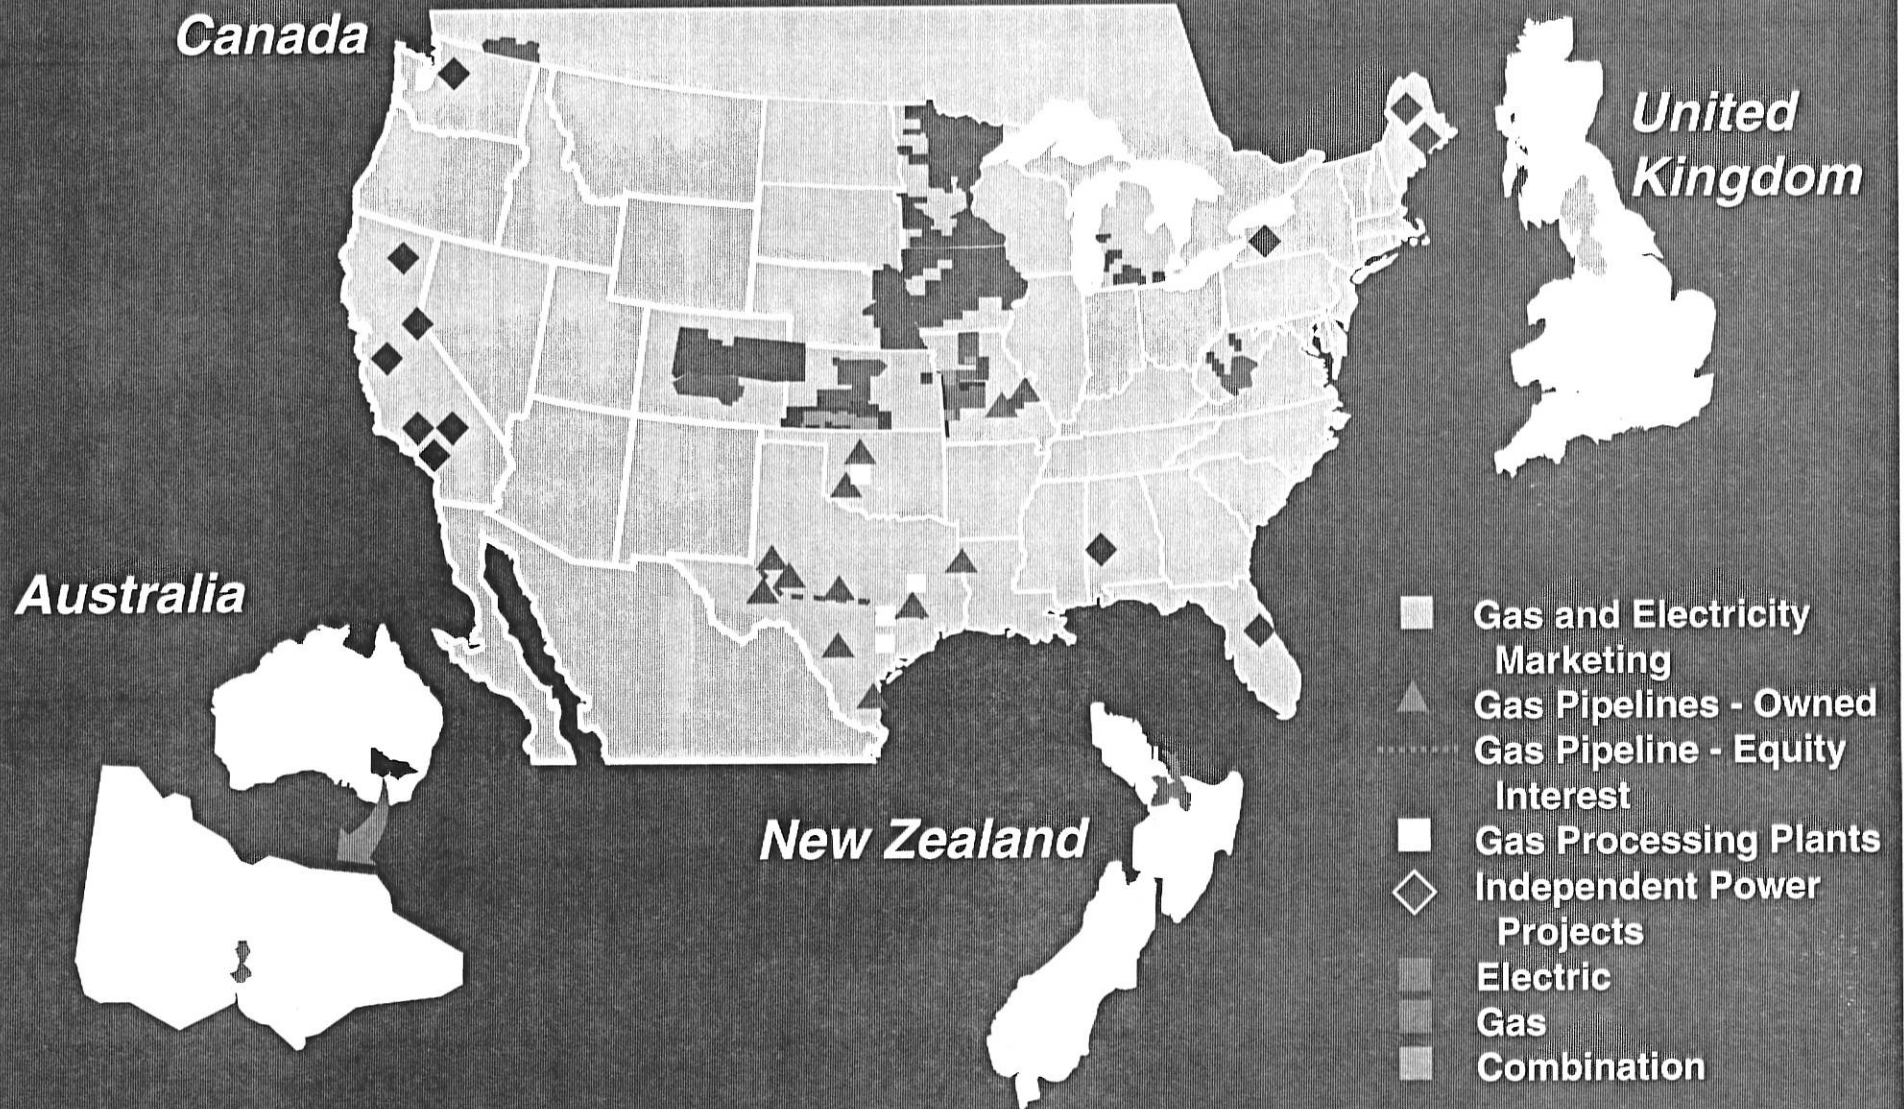 Canada
United
Kingdom
Australia
New Zealand
Gas and Electricity
Marketing
Gas Pipelines - Owned
Gas Pipeline - Equity
Interest
Gas Processing Plants
Independent Power
Projects
Electric
Gas
Combination